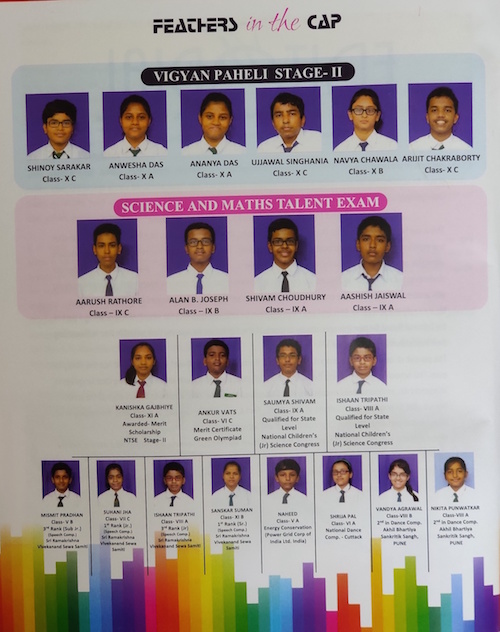 FEATHERS in the CAP
VIGYAN PAHELI STAGE- II
SHINOY SARAKAR
Class- X C
ANWESHA DAS
Class- X A
ANANYA DAS
Class- X A
UJJAWAL SINGHANIA
Class- X C
NAVYA CHAWALA
Class- X B
ARIJIT CHAKRABORTY
Class- X C
SCIENCE AND MATHS TALENT EXAM
AARUSH RATHORE
Class – IX C
ALAN B. JOSEPH
Class – IX B
SHIVAM CHOUDHURY
Class – IX A
AASHISH JAISWAL
Class – IX A
KANISHKA GAJBHIYE
Class- XI A
Awarded- Merit
Scholarship
NTSE Stage- II
ANKUR VATS
Class- VI C
Merit Certificate
Green Olympiad
SAUMYA SHIVAM
Class- IX A
Qualified for State
Level
National Children's
(Jr) Science Congress
ISHAAN TRIPATHI
Class- VIII A
Qualified for State
Level
National Children's
(Jr) Science Congress
MISMIT PRADHAN
Class- V B
3rd Rank (Sub Jr.)
(Speech Comp.)
Sri Ramakrishna
Vivekanand Sewa
Samiti
SUHANI JHA
Class- VII C
1st Rank (Jr.)
(Speech Comp.)
Sri Ramakrishna
Vivekanand Sewa
Samiti
ISHAAN TRIPATHI
Class- VIII A
3rd Rank (Jr)
(Speech Comp.)
Sri Ramakrishna
Vivekanand Sewa
Samiti
SANSKAR SUMAN
Class- XI B
1st Rank (Sr.)
(Speech Comp.)
Sri Ramakrishna
Vivekanand Sewa
Samiti
NAHEED
Class- V A
Energy Conservation
(Power Grid Corp of
India Ltd. India)
SHRIJA PAL
Class- VI A
National Dance
Comp. - Cuttack
VANDYA AGRAWAL
Class-VIII B
2nd in Dance Comp.
Akhil Bhartiya
Sankritik Sangh,
PUNE
NIKITA PUNWATKAR
Class-VIII A
2nd in Dance Comp.
Akhil Bhartiya
Sankritik Sangh,
PUNE